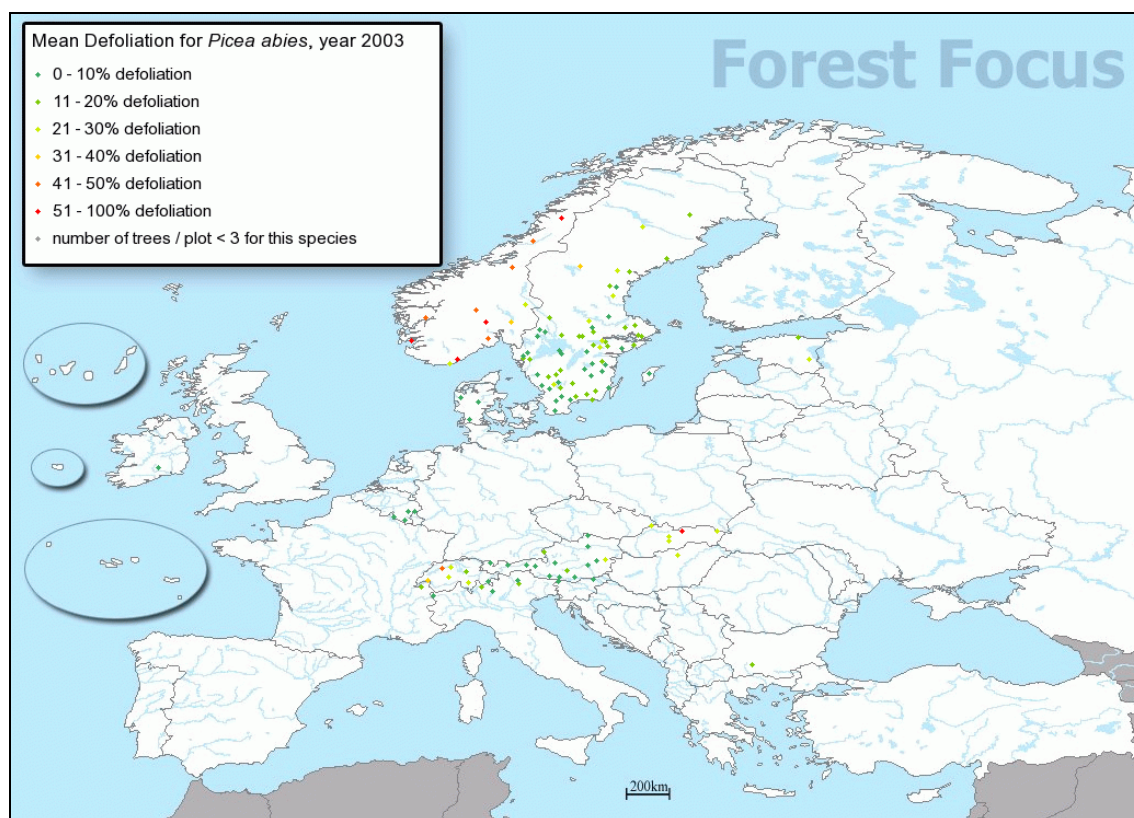 Mean Defoliation for Picea abies, year 2003
0 - 10% defoliation
11 - 20% defoliation
21 - 30% defoliation
31 - 40% defoliation
41 - 50% defoliation
51 - 100% defoliation
number of trees / plot < 3 for this species
Forest Focus
200km